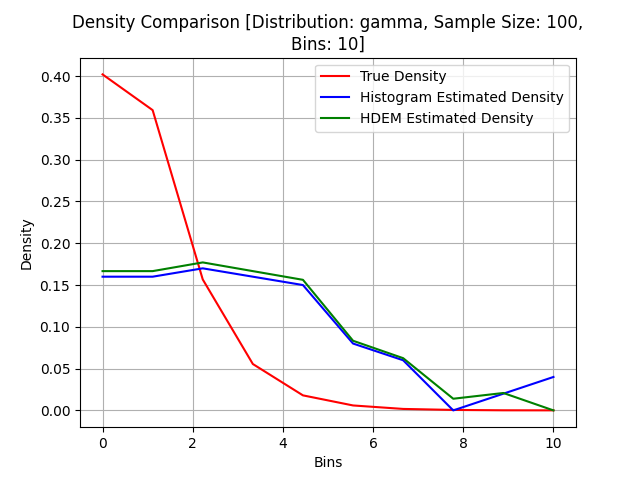 Density Comparison [Distribution: gamma, Sample Size: 100,
Bins: 10]
True Density
Histogram Estimated Density
HDEM Estimated Density
Density
0.40
0.35
0.30
0.25
0.20
0.15
0.10
0.05
0.00
0 2 4 6 8 10
Bins